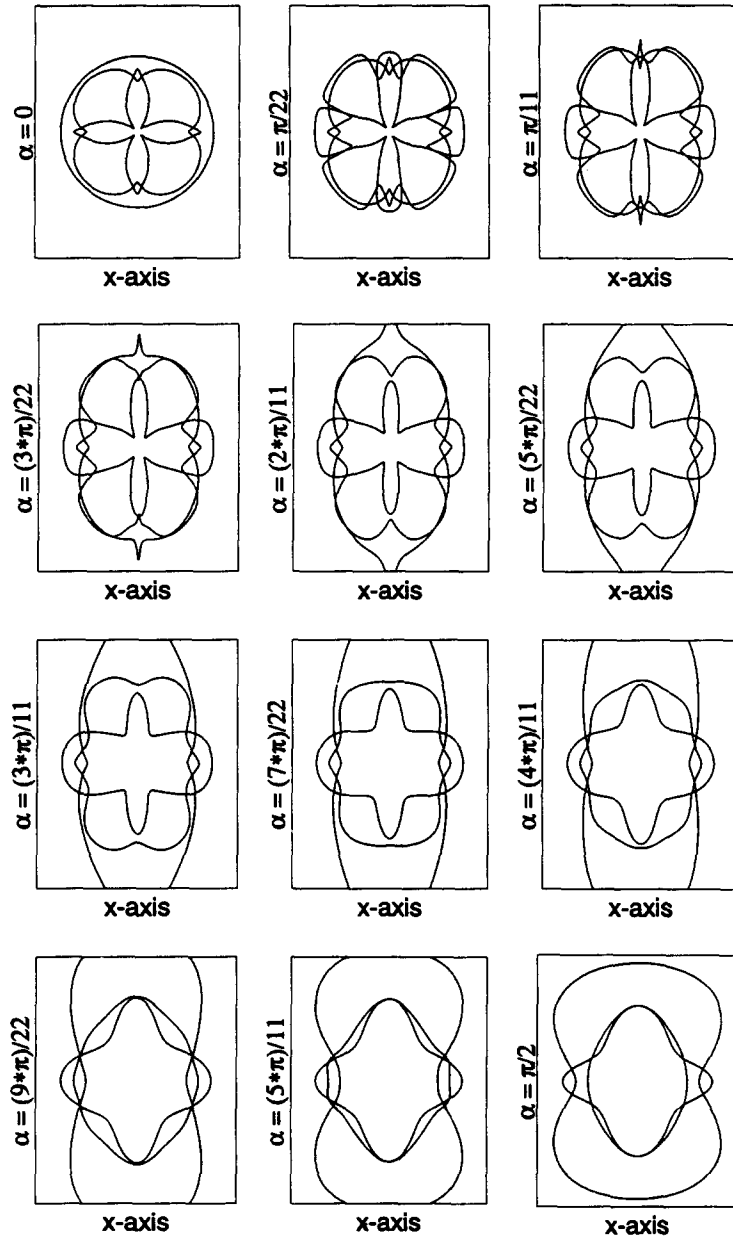 α = 0
x-axis
α = π/22
x-axis
α = π/11
x-axis
α = (3*π)/22
x-axis
α = (2*π)/11
x-axis
α = (5*π)/22
x-axis
α = (3*π)/11
x-axis
α = (7*π)/22
x-axis
α = (4*π)/11
x-axis
α = (9*π)/22
x-axis
α = (5*π)/11
x-axis
α = π/2
x-axis